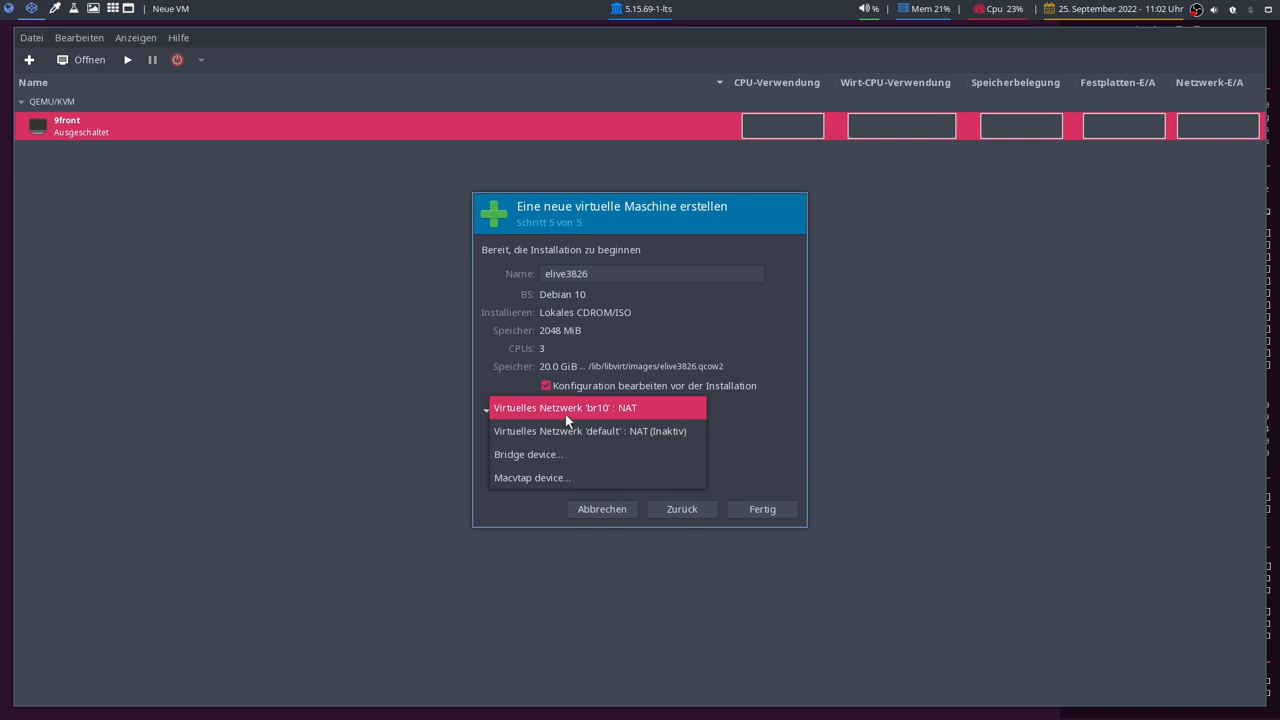 Neue VM
5.15.69-1-lts
% | Mem 21% | Cpu 23% | 25. September 2022 - 11:02 Uhr |
Datei Bearbeiten Anzeigen Hilfe
Öffnen
Name CPU-Verwendung Wirt-CPU-Verwendung Speicherbelegung Festplatten-E/A Netzwerk-E/A
QEMU/KVM
9front
Ausgeschaltet
Eine neue virtuelle Maschine erstellen
Schritt 5 von 5
Bereit, die Installation zu beginnen
Name: elive3826
BS: Debian 10
Installieren: Lokales CDROM/ISO
Speicher: 2048 MiB
CPUs: 3
Speicher: 20.0 GiB ... /lib/libvirt/images/elive3826.qcow2
Konfiguration bearbeiten vor der Installation
Virtuelles Netzwerk 'br10' : NAT
Virtuelles Netzwerk 'default' : NAT (Inaktiv)
Bridge device...
Macvtap device...
Abbrechen Zurück Fertig